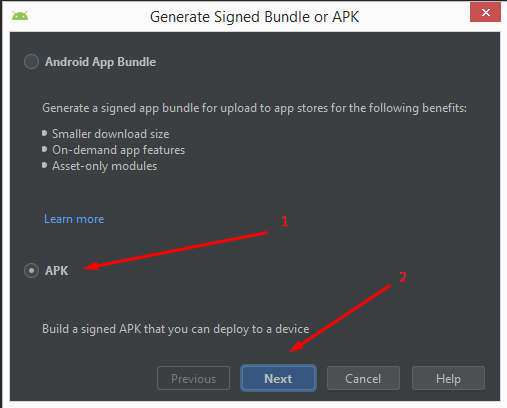 Generate Signed Bundle or APK
Android App Bundle
Generate a signed app bundle for upload to app stores for the following benefits:
Smaller download size
On-demand app features
Asset-only modules
Learn more
1
APK
2
Build a signed APK that you can deploy to a device
Previous Next Cancel Help